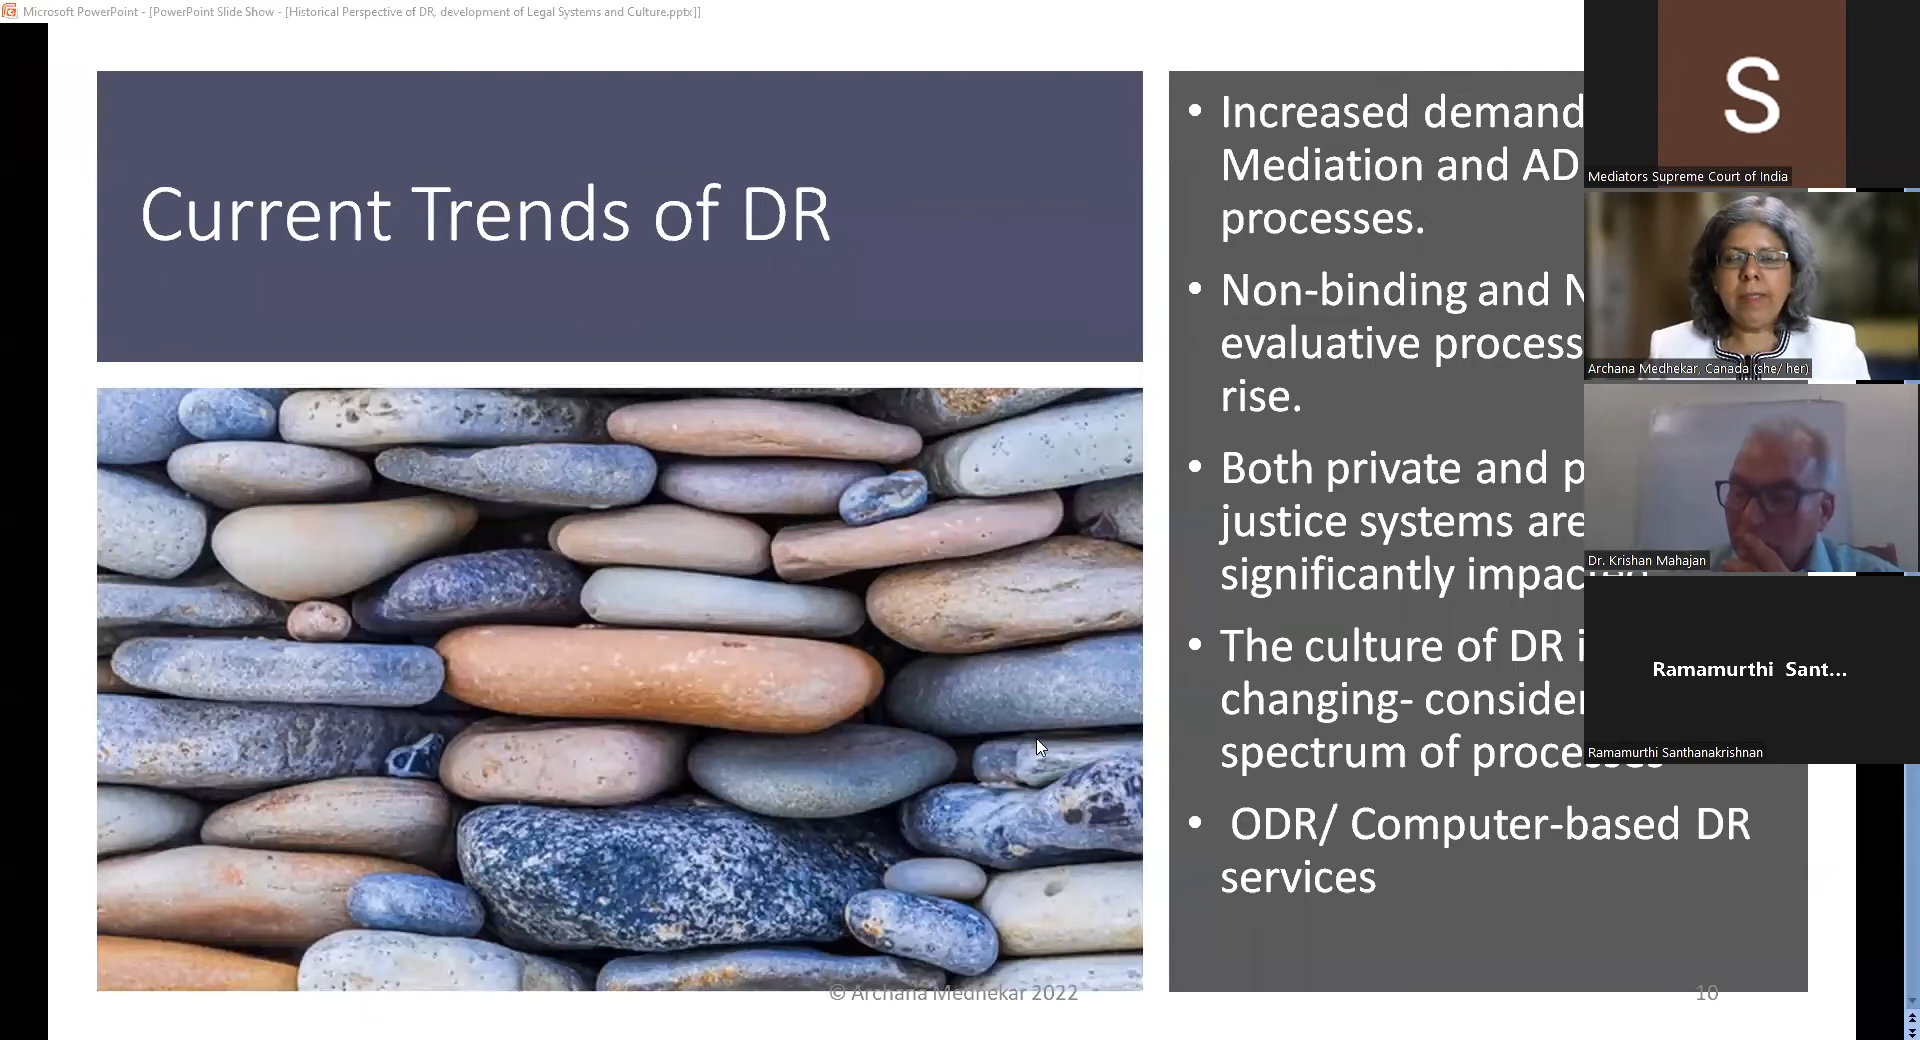 Microsoft PowerPoint - [PowerPoint Slide Show - [Historical Perspective of DR, development of Legal Systems and Culture.pptx]]
Current Trends of DR
• Increased demand
Mediation and AD
processes.
• Non-binding and N
evaluative process
rise.
• Both private and p
justice systems are
significantly impacted
• The culture of DR i
changing- consider
spectrum of processes
• ODR/ Computer-based DR
services
© Archana Medhekar 2022
10
S
Mediators Supreme Court of India
Archana Medhekar, Canada (she/ her)
Dr. Krishan Mahajan
Ramamurthi Sant...
Ramamurthi Santhanakrishnan